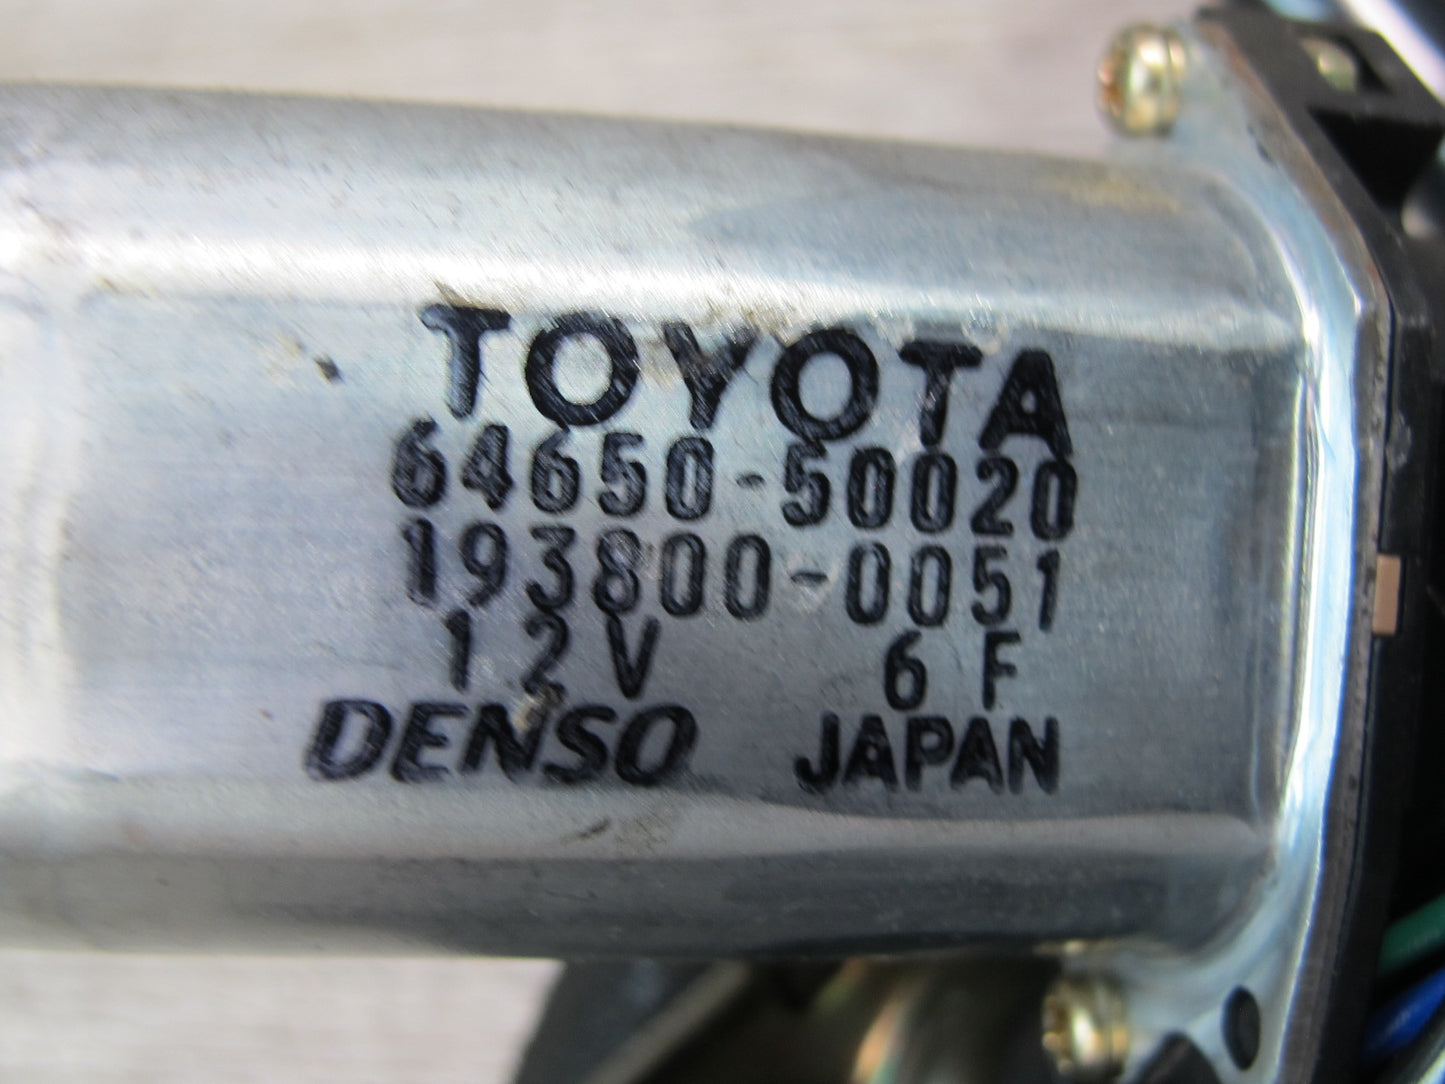 TOYOTA
64650-50020
193800-0051
12V 6F
DENSO JAPAN